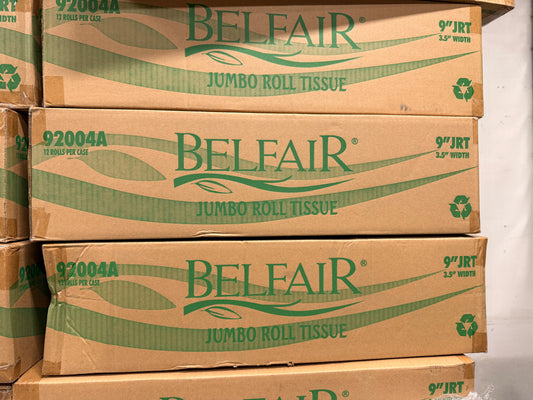 92004A
12 ROLLS PER CASE
BELFAIR®
JUMBO ROLL TISSUE
9"JRT
3.5" WIDTH
92004A
12 ROLLS PER CASE
BELFAIR®
JUMBO ROLL TISSUE
9"JRT
3.5" WIDTH
92004A
12 ROLLS PER CASE
BELFAIR®
JUMBO ROLL TISSUE
9"JRT
3.5" WIDTH
BELFAIR®
9"JRT